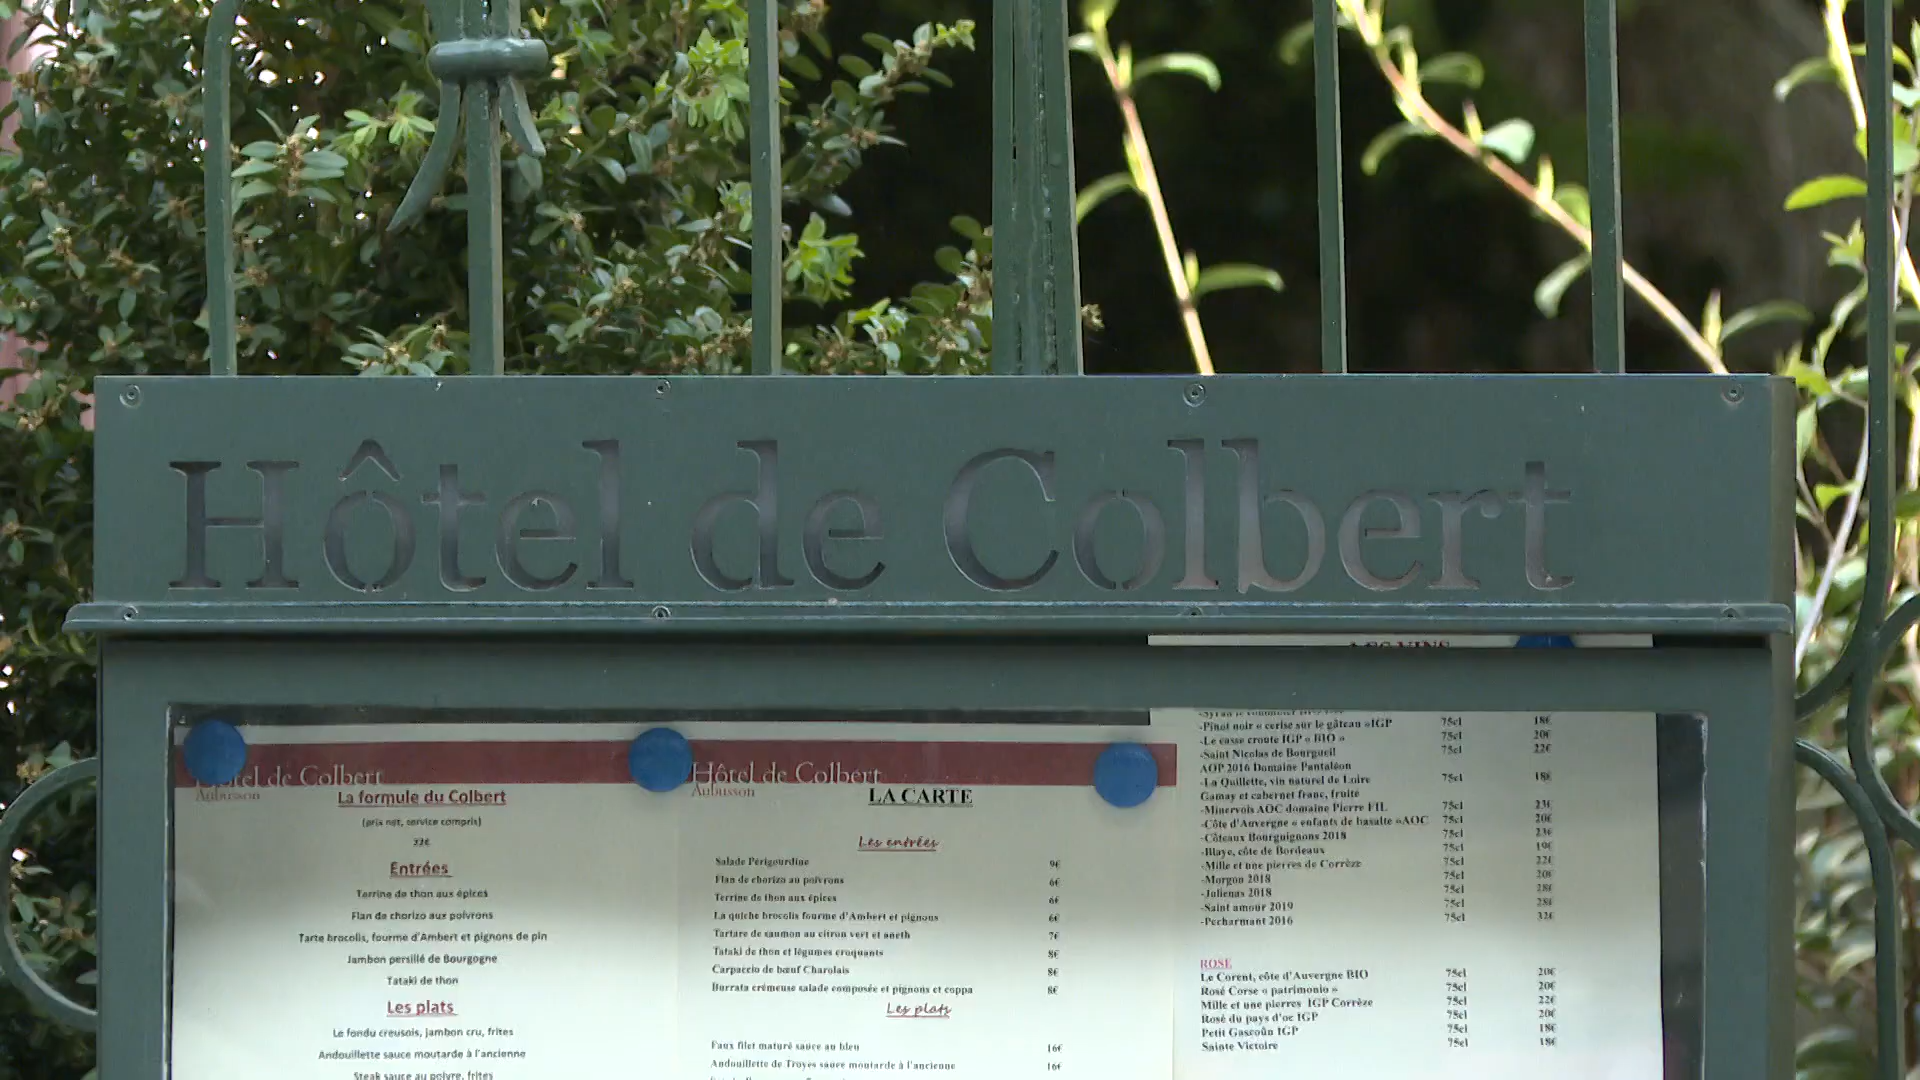 Hôtel de Colbert
LES VINS
Hôtel de Colbert
Aubusson
La formule du Colbert
(prix net, service compris)
22€
Entrées
Terrine de thon aux épices
Flan de chorizo aux poivrons
Tarte brocolis, fourme d'Ambert et pignons de pin
Jambon persillé de Bourgogne
Tataki de thon
Les plats
Le fondu creusois, jambon cru, frites
Andouillette sauce moutarde à l'ancienne
Steak sauce au poivre, frites
Hôtel de Colbert
Aubusson
LA CARTE
Les entrées
Salade Périgourdine 9€
Flan de chorizo au poivrons 6€
Terrine de thon aux épices 6€
La quiche brocolis fourme d'Ambert et pignons 6€
Tartare de saumon au citron vert et aneth 7€
Tataki de thon et légumes croquants 8€
Carpaccio de bœuf Charolais 8€
Burrata crémeuse salade composée et pignons et coppa 8€
Les plats
Faux filet maturé sauce au bleu 16€
Andouillette de Troyes sauce moutarde à l'ancienne 16€
-Pinot noir « cerise sur le gâteau »IGP 75cl 18€
-Le casse croute IGP « BIO » 75cl 20€
-Saint Nicolas de Bourgueil 75cl 22€
AOP 2016 Domaine Pantaléon
-La Quillette, vin naturel de Loire 75cl 18€
Gamay et cabernet franc, fruité
-Minervois AOC domaine Pierre FIL 75cl 23€
-Côte d'Auvergne « enfants de basalte »AOC 75cl 20€
-Côteaux Bourguignons 2018 75cl 23€
-Blaye, côte de Bordeaux 75cl 19€
-Mille et une pierres de Corrèze 75cl 22€
-Morgon 2018 75cl 20€
-Julienas 2018 75cl 28€
-Saint amour 2019 75cl 28€
-Pecharmant 2016 75cl 32€
ROSE
Le Corent, côte d'Auvergne BIO 75cl 20€
Rosé Corse « patrimonio » 75cl 20€
Mille et une pierres IGP Corrèze 75cl 22€
Rosé du pays d'oc IGP 75cl 20€
Petit Gascoûn IGP 75cl 18€
Sainte Victoire 75cl 18€